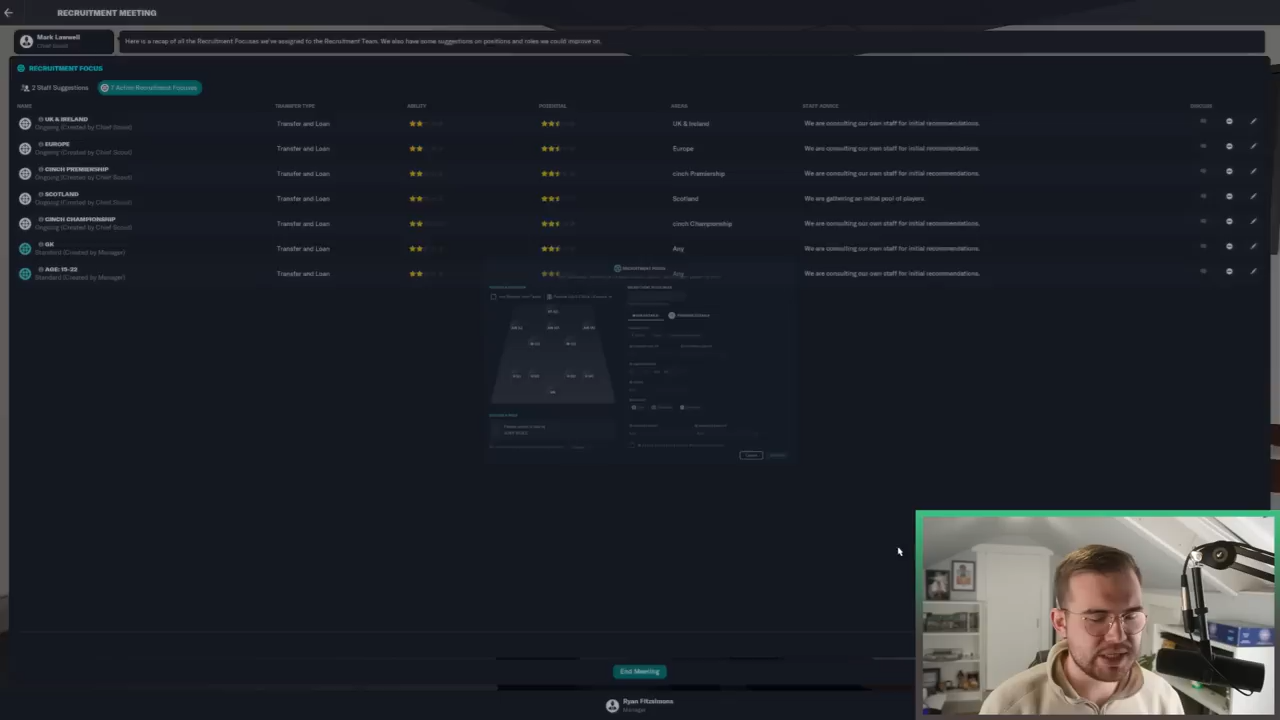 RECRUITMENT MEETING
Mark Lawwell
Chief Scout
Here is a recap of all the Recruitment Focuses we've assigned to the Recruitment Team. We also have some suggestions on positions and roles we could improve on.
RECRUITMENT FOCUS
2 Staff Suggestions
7 Active Recruitment Focuses
NAME TRANSFER TYPE ABILITY POTENTIAL AREAS STAFF ADVICE DISCUSS
UK & IRELAND
Ongoing (Created by Chief Scout)
Transfer and Loan UK & Ireland We are consulting our own staff for initial recommendations.
EUROPE
Ongoing (Created by Chief Scout)
Transfer and Loan Europe We are consulting our own staff for initial recommendations.
CINCH PREMIERSHIP
Ongoing (Created by Chief Scout)
Transfer and Loan cinch Premiership We are consulting our own staff for initial recommendations.
SCOTLAND
Ongoing (Created by Chief Scout)
Transfer and Loan Scotland We are gathering an initial pool of players.
CINCH CHAMPIONSHIP
Ongoing (Created by Chief Scout)
Transfer and Loan cinch Championship We are consulting our own staff for initial recommendations.
GK
Standard (Created by Manager)
Transfer and Loan Any We are consulting our own staff for initial recommendations.
AGE: 15-22
Standard (Created by Manager)
Transfer and Loan Any We are consulting our own staff for initial recommendations.
RECRUITMENT FOCUS
Cancel
End Meeting
Ryan Fitzsimons
Manager